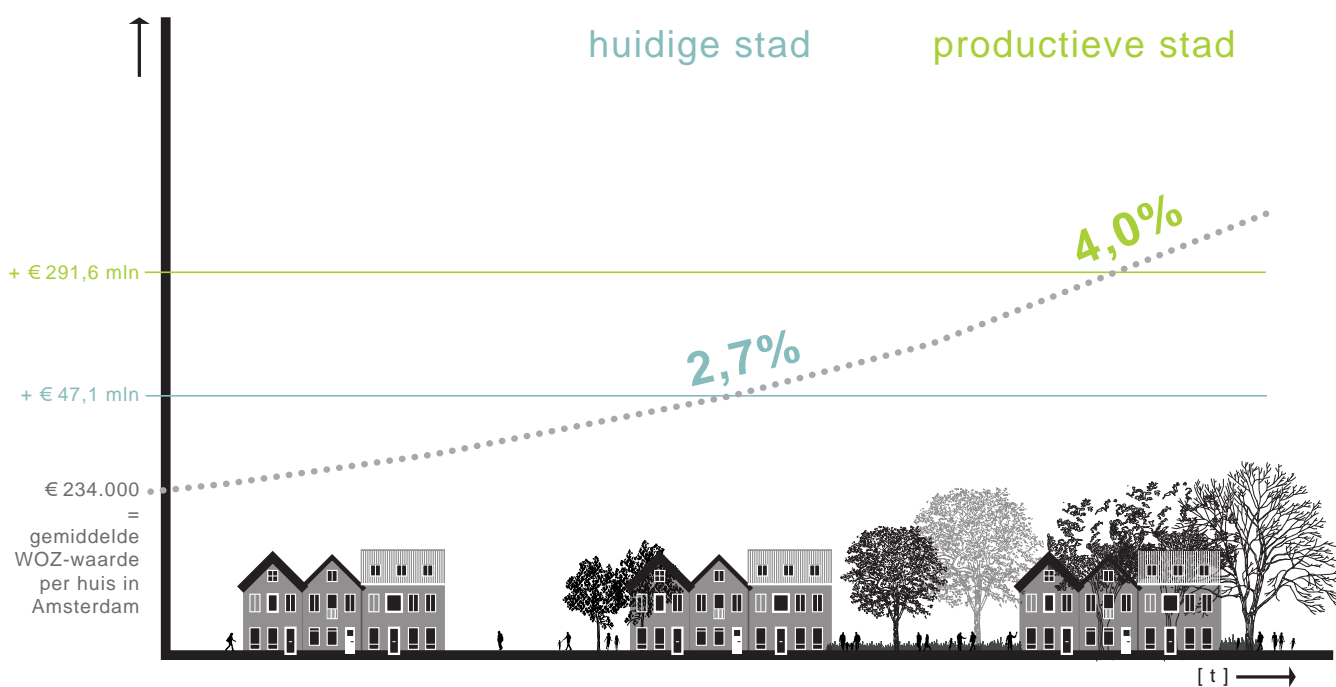 huidige stad
productieve stad
4,0%
+ € 291,6 mln
2,7%
+ € 47,1 mln
€ 234.000
=
gemiddelde
WOZ-waarde
per huis in
Amsterdam
[ t ]